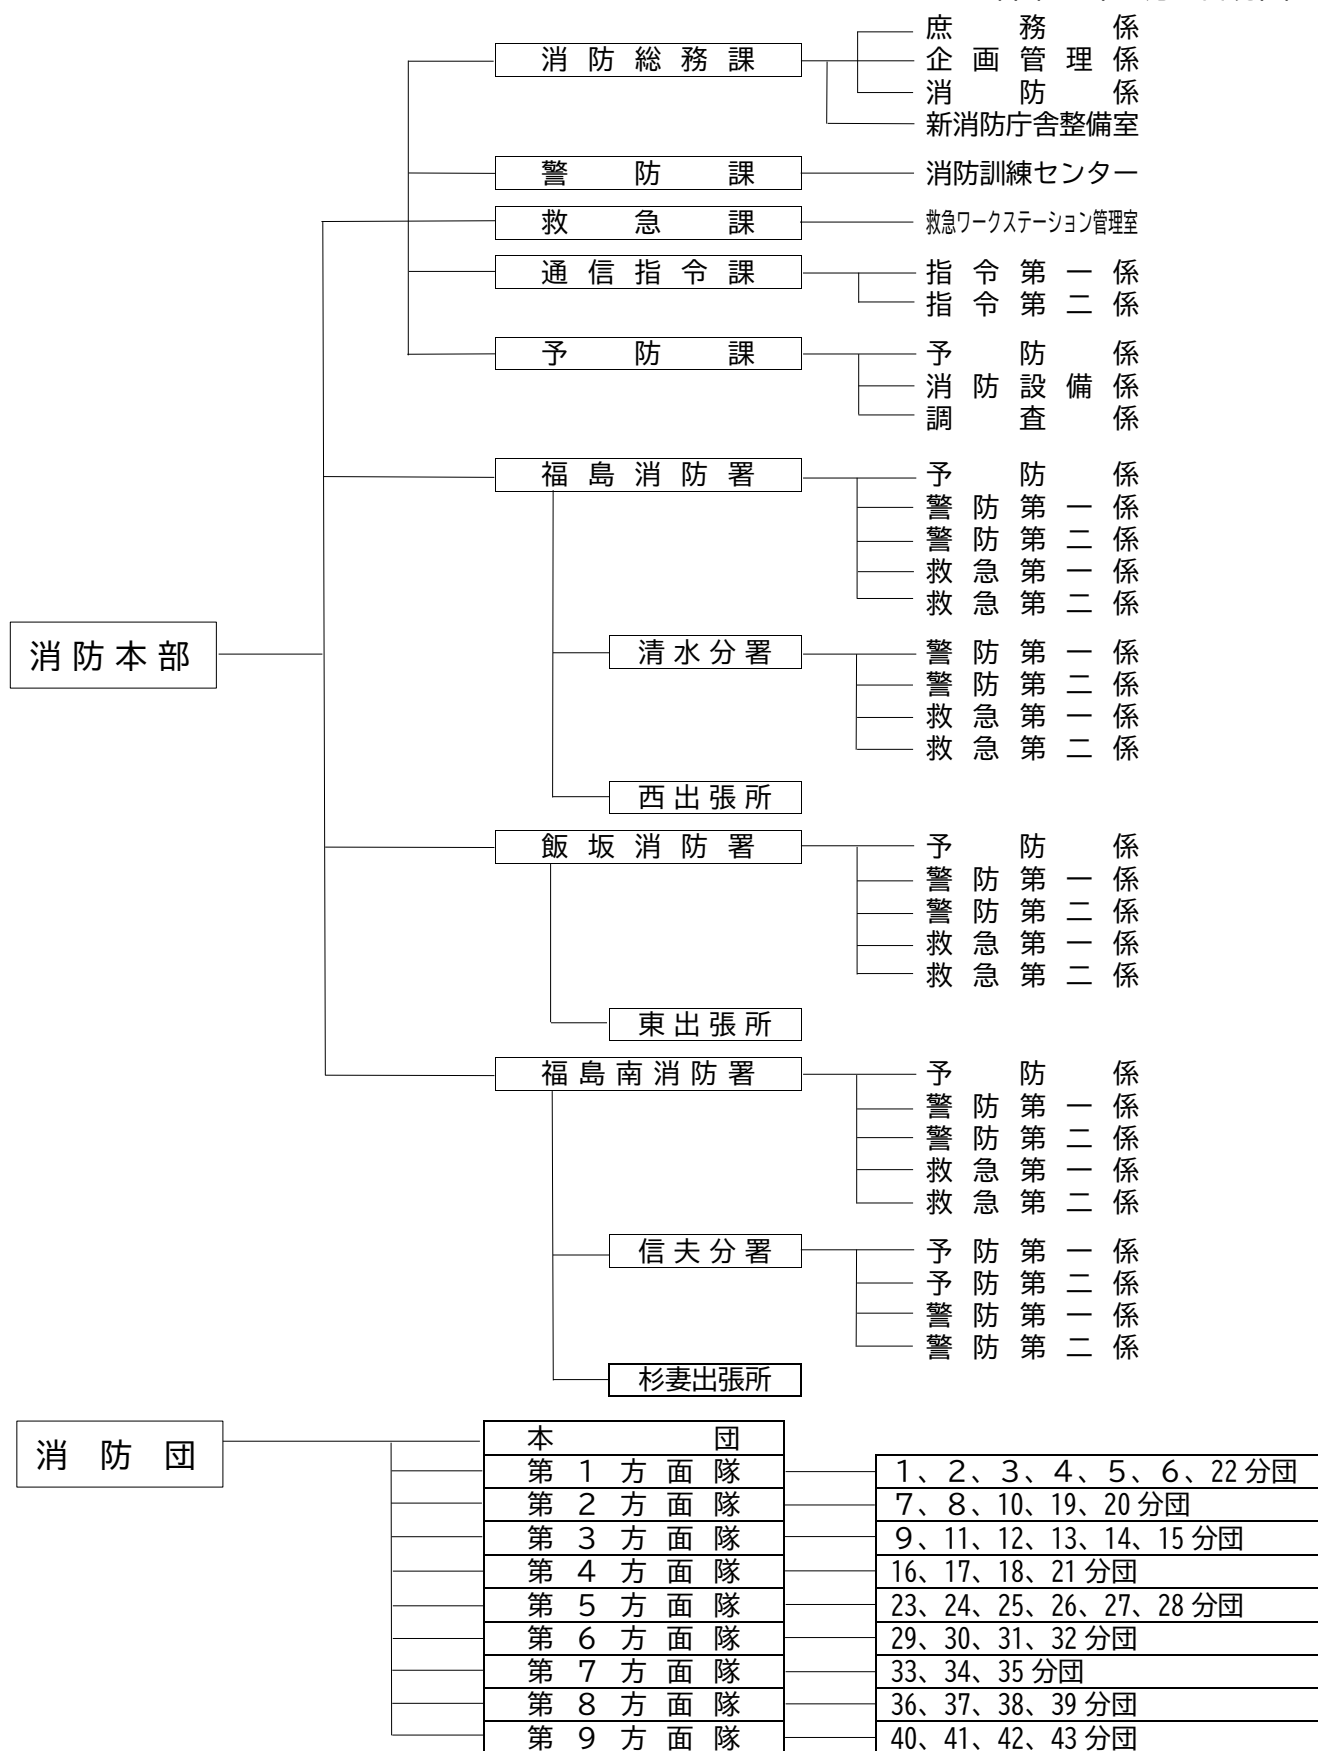 庶務係
消防総務課 企画管理係
消防係
新消防庁舎整備室
警防課 消防訓練センター
救急課 救急ワークステーション管理室
通信指令課 指令第一係
指令第二係
予防課 予防係
消防設備係
調査係
福島消防署 予防係
警防第一係
警防第二係
救急第一係
救急第二係
消防本部
清水分署 警防第一係
警防第二係
救急第一係
救急第二係
西出張所
飯坂消防署 予防係
警防第一係
警防第二係
救急第一係
救急第二係
東出張所
福島南消防署 予防係
警防第一係
警防第二係
救急第一係
救急第二係
信夫分署 予防第一係
予防第二係
警防第一係
警防第二係
杉妻出張所
消防団 本団
第1方面隊 1、2、3、4、5、6、22分団
第2方面隊 7、8、10、19、20分団
第3方面隊 9、11、12、13、14、15分団
第4方面隊 16、17、18、21分団
第5方面隊 23、24、25、26、27、28分団
第6方面隊 29、30、31、32分団
第7方面隊 33、34、35分団
第8方面隊 36、37、38、39分団
第9方面隊 40、41、42、43分団